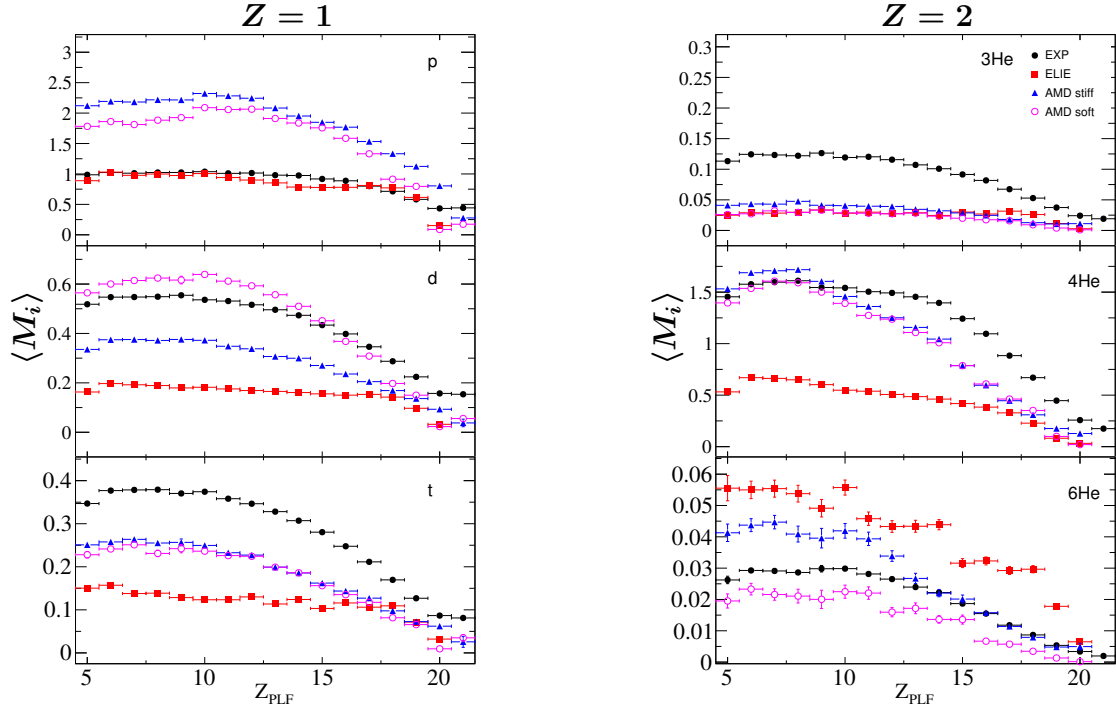 Z = 1
Z = 2
3
2.5
2
1.5
1
0.5
0
p
0.6
0.4
0.2
0
d
0.4
0.3
0.2
0.1
0
t
⟨M_i⟩
5
10
15
20
Z_PLF
0.3
0.25
0.2
0.15
0.1
0.05
0
3He
EXP
ELIE
AMD stiff
AMD soft
1.5
1
0.5
0
4He
0.06
0.05
0.04
0.03
0.02
0.01
0
6He
⟨M_i⟩
5
10
15
20
Z_PLF